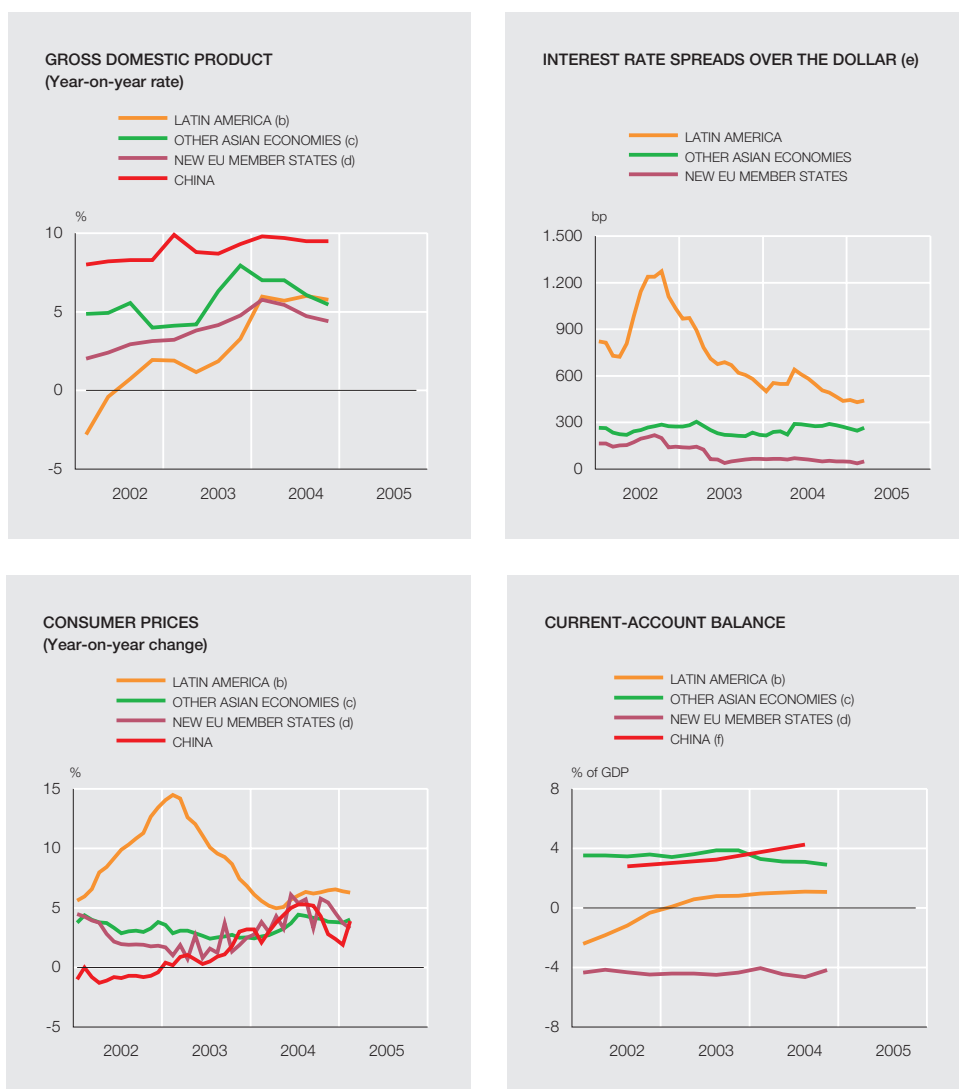 GROSS DOMESTIC PRODUCT
(Year-on-year rate)
LATIN AMERICA (b)
OTHER ASIAN ECONOMIES (c)
NEW EU MEMBER STATES (d)
CHINA
%
10
5
0
-5
2002 2003 2004 2005
INTEREST RATE SPREADS OVER THE DOLLAR (e)
LATIN AMERICA
OTHER ASIAN ECONOMIES
NEW EU MEMBER STATES
bp
1.500
1.200
900
600
300
0
2002 2003 2004 2005
CONSUMER PRICES
(Year-on-year change)
LATIN AMERICA (b)
OTHER ASIAN ECONOMIES (c)
NEW EU MEMBER STATES (d)
CHINA
%
15
10
5
0
-5
2002 2003 2004 2005
CURRENT-ACCOUNT BALANCE
LATIN AMERICA (b)
OTHER ASIAN ECONOMIES (c)
NEW EU MEMBER STATES (d)
CHINA (f)
% of GDP
8
4
0
-4
-8
2002 2003 2004 2005